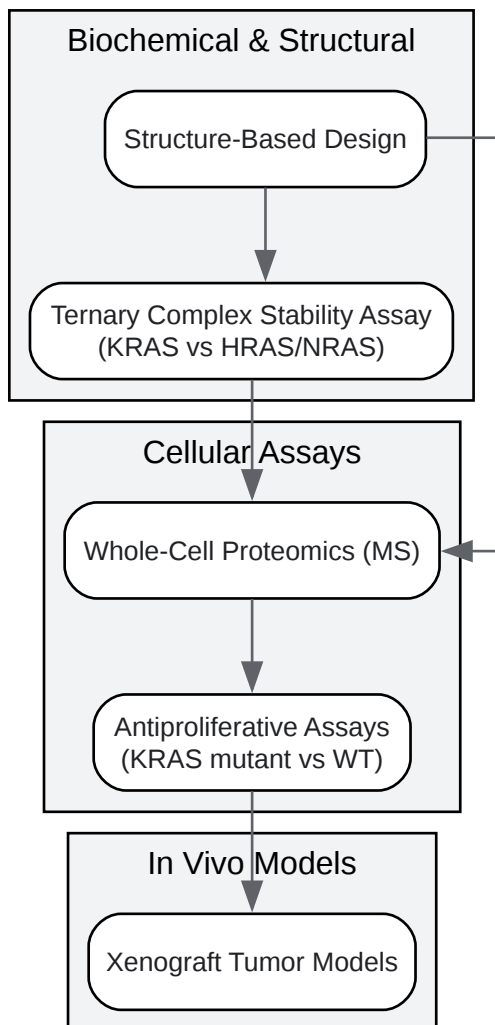 Biochemical & Structural
Structure-Based Design
Ternary Complex Stability Assay
(KRAS vs HRAS/NRAS)
Cellular Assays
Whole-Cell Proteomics (MS)
Antiproliferative Assays
(KRAS mutant vs WT)
In Vivo Models
Xenograft Tumor Models